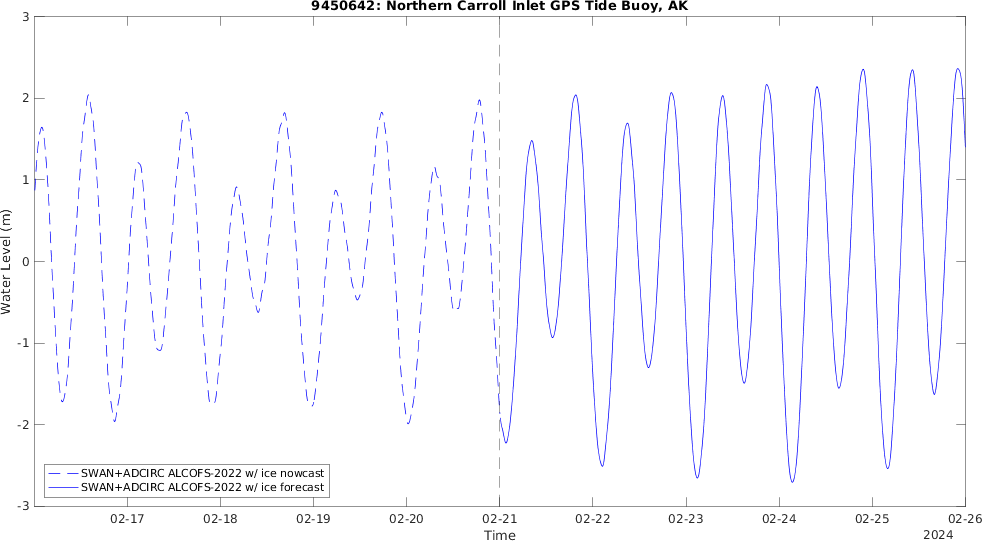 9450642: Northern Carroll Inlet GPS Tide Buoy, AK
3
2
1
0
-1
-2
-3
Water Level (m)
SWAN+ADCIRC ALCOFS-2022 w/ ice nowcast
SWAN+ADCIRC ALCOFS-2022 w/ ice forecast
02-17 02-18 02-19 02-20 02-21 02-22 02-23 02-24 02-25 02-26
Time
2024